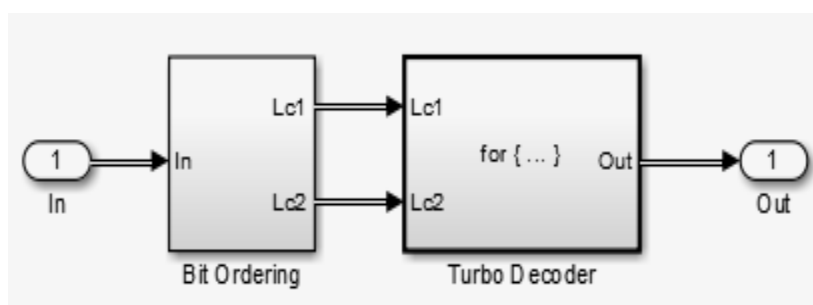 1
In
In
Lc1
Lc2
Bit Ordering
Lc1
Lc2
for { ... }
Out
Turbo Decoder
1
Out